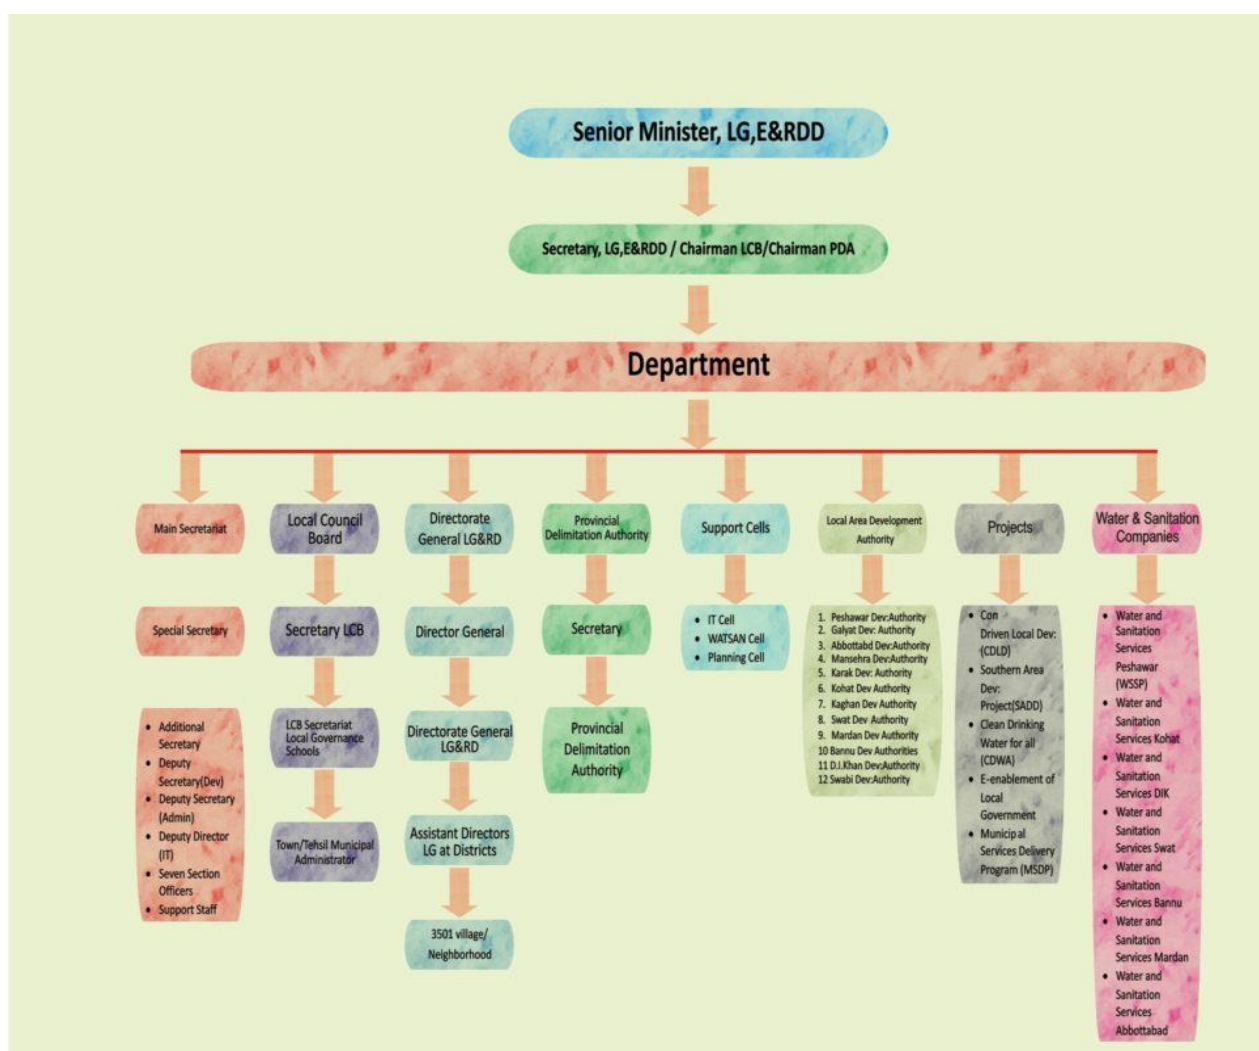 Senior Minister, LG,E&RDD
Secretary, LG,E&RDD / Chairman LCB/Chairman PDA
Department
Main Secretariat
Special Secretary
• Additional
Secretary
• Deputy
Secretary(Dev)
• Deputy Secretary
(Admin)
• Deputy Director
(IT)
• Seven Section
Officers
• Support Staff
Local Council
Board
Secretary LCB
LCB Secretariat
Local Governance
Schools
Town/Tehsil Municipal
Administrator
Directorate
General LG&RD
Director General
Directorate General
LG&RD
Assistant Directors
LG at Districts
3501 village/
Neighborhood
Provincial
Delimitation Authority
Secretary
Provincial
Delimitation
Authority
Support Cells
• IT Cell
• WATSAN Cell
• Planning Cell
Local Area Development
Authority
1. Peshawar Dev:Authority
2. Galyat Dev: Authority
3. Abbottabd Dev:Authority
4. Mansehra Dev:Authority
5. Karak Dev: Authority
6. Kohat Dev Authority
7. Kaghan Dev: Authority
8. Swat Dev Authority
9. Mardan Dev Authority
10 Bannu Dev Authorities
11 D.I.Khan Dev:Authority
12 Swabi Dev:Authority
Projects
• Con
Driven Local Dev:
(CDLD)
• Southern Area
Dev:
Project(SADD)
• Clean Drinking
Water for all
(CDWA)
• E-enablement of
Local
Government
• Municipal
Services Delivery
Program (MSDP)
Water & Sanitation
Companies
• Water and
Sanitation
Services
Peshawar
(WSSP)
• Water and
Sanitation
Services Kohat
• Water and
Sanitation
Services DIK
• Water and
Sanitation
Services Swat
• Water and
Sanitation
Services Bannu
• Water and
Sanitation
Services Mardan
• Water and
Sanitation
Services
Abbottabad